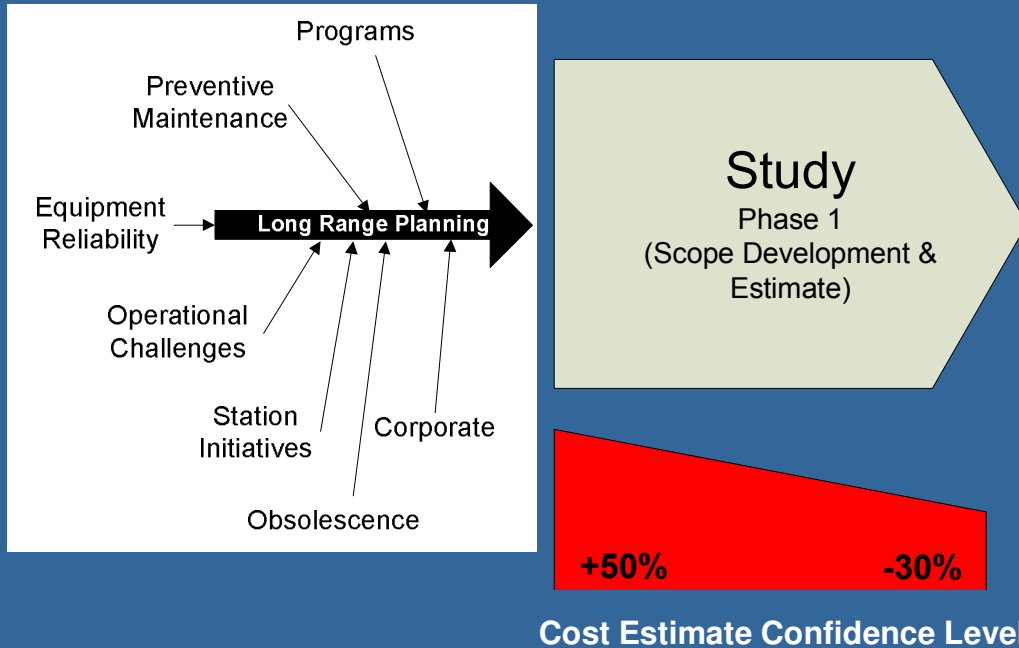 Programs
Preventive
Maintenance
Equipment
Reliability
Long Range Planning
Operational
Challenges
Station
Initiatives
Corporate
Obsolescence
Study
Phase 1
(Scope Development &
Estimate)
+50%
-30%
Cost Estimate Confidence Level